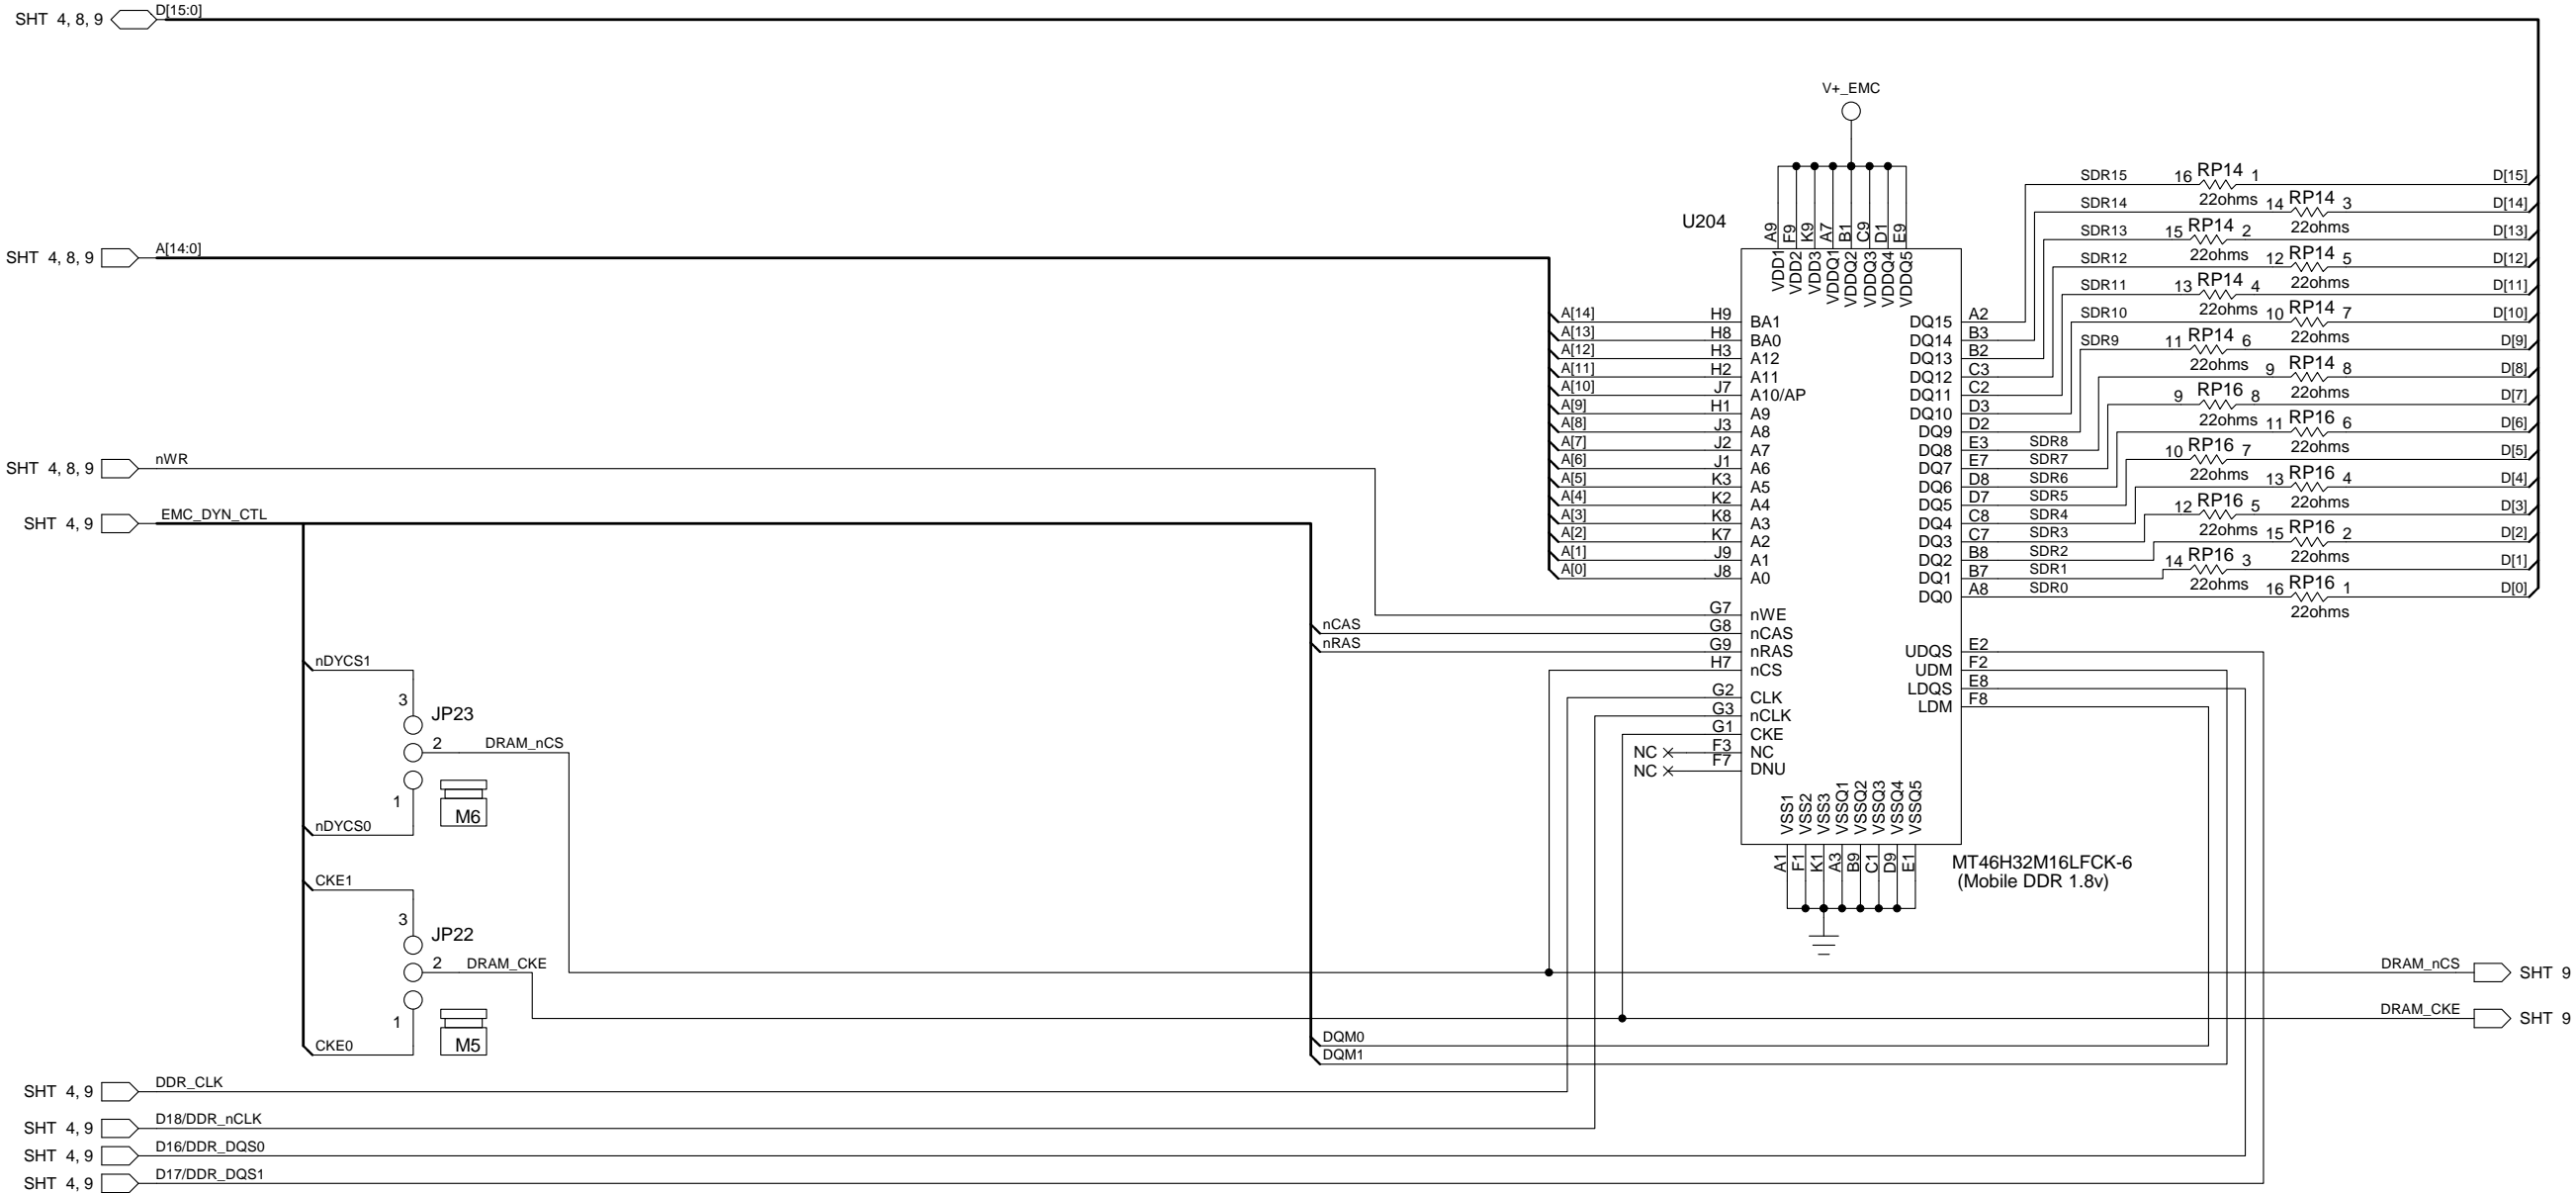 SHT 4, 8, 9 D[15:0]
V+_EMC
U204
SHT 4, 8, 9 A[14:0]
SHT 4, 8, 9 nWR
SHT 4, 9 EMC_DYN_CTL
A9 F9 K9 A7 B1 C9 D1 E9
VDD1 VDD2 VDD3 VDDQ1 VDDQ2 VDDQ3 VDDQ4 VDDQ5
A[14] H9 BA1
A[13] H8 BA0
A[12] H3 A12
A[11] H2 A11
A[10] J7 A10/AP
A[9] H1 A9
A[8] J3 A8
A[7] J2 A7
A[6] J1 A6
A[5] K3 A5
A[4] K2 A4
A[3] K8 A3
A[2] K7 A2
A[1] J9 A1
A[0] J8 A0
G7 nWE
nCAS G8 nCAS
nRAS G9 nRAS
H7 nCS
G2 CLK
G3 nCLK
G1 CKE
NC F3 NC
NC F7 DNU
DQ15 A2
DQ14 B3
DQ13 B2
DQ12 C3
DQ11 C2
DQ10 D3
DQ9 D2
DQ8 E3 SDR8
DQ7 E7 SDR7
DQ6 D8 SDR6
DQ5 D7 SDR5
DQ4 C8 SDR4
DQ3 C7 SDR3
DQ2 B8 SDR2
DQ1 B7 SDR1
DQ0 A8 SDR0
UDQS E2
UDM F2
LDQS E8
LDM F8
SDR15 16 RP14 1 22ohms D[15]
SDR14 14 RP14 3 22ohms D[14]
SDR13 15 RP14 2 22ohms D[13]
SDR12 12 RP14 5 22ohms D[12]
SDR11 13 RP14 4 22ohms D[11]
SDR10 10 RP14 7 22ohms D[10]
SDR9 11 RP14 6 22ohms D[9]
9 RP14 8 22ohms D[8]
9 RP16 8 22ohms D[7]
11 RP16 6 22ohms D[6]
10 RP16 7 22ohms D[5]
13 RP16 4 22ohms D[4]
12 RP16 5 22ohms D[3]
15 RP16 2 22ohms D[2]
14 RP16 3 22ohms D[1]
16 RP16 1 22ohms D[0]
VSS1 VSS2 VSS3 VSSQ1 VSSQ2 VSSQ3 VSSQ4 VSSQ5
A1 F1 K1 A3 B9 C1 D9 E1
MT46H32M16LFCK-6
(Mobile DDR 1.8v)
nDYCS1
3
JP23
2 DRAM_nCS
1
M6
nDYCS0
CKE1
3
JP22
2 DRAM_CKE
1
M5
CKE0
DRAM_nCS SHT 9
DRAM_CKE SHT 9
DQM0
DQM1
SHT 4, 9 DDR_CLK
SHT 4, 9 D18/DDR_nCLK
SHT 4, 9 D16/DDR_DQS0
SHT 4, 9 D17/DDR_DQS1